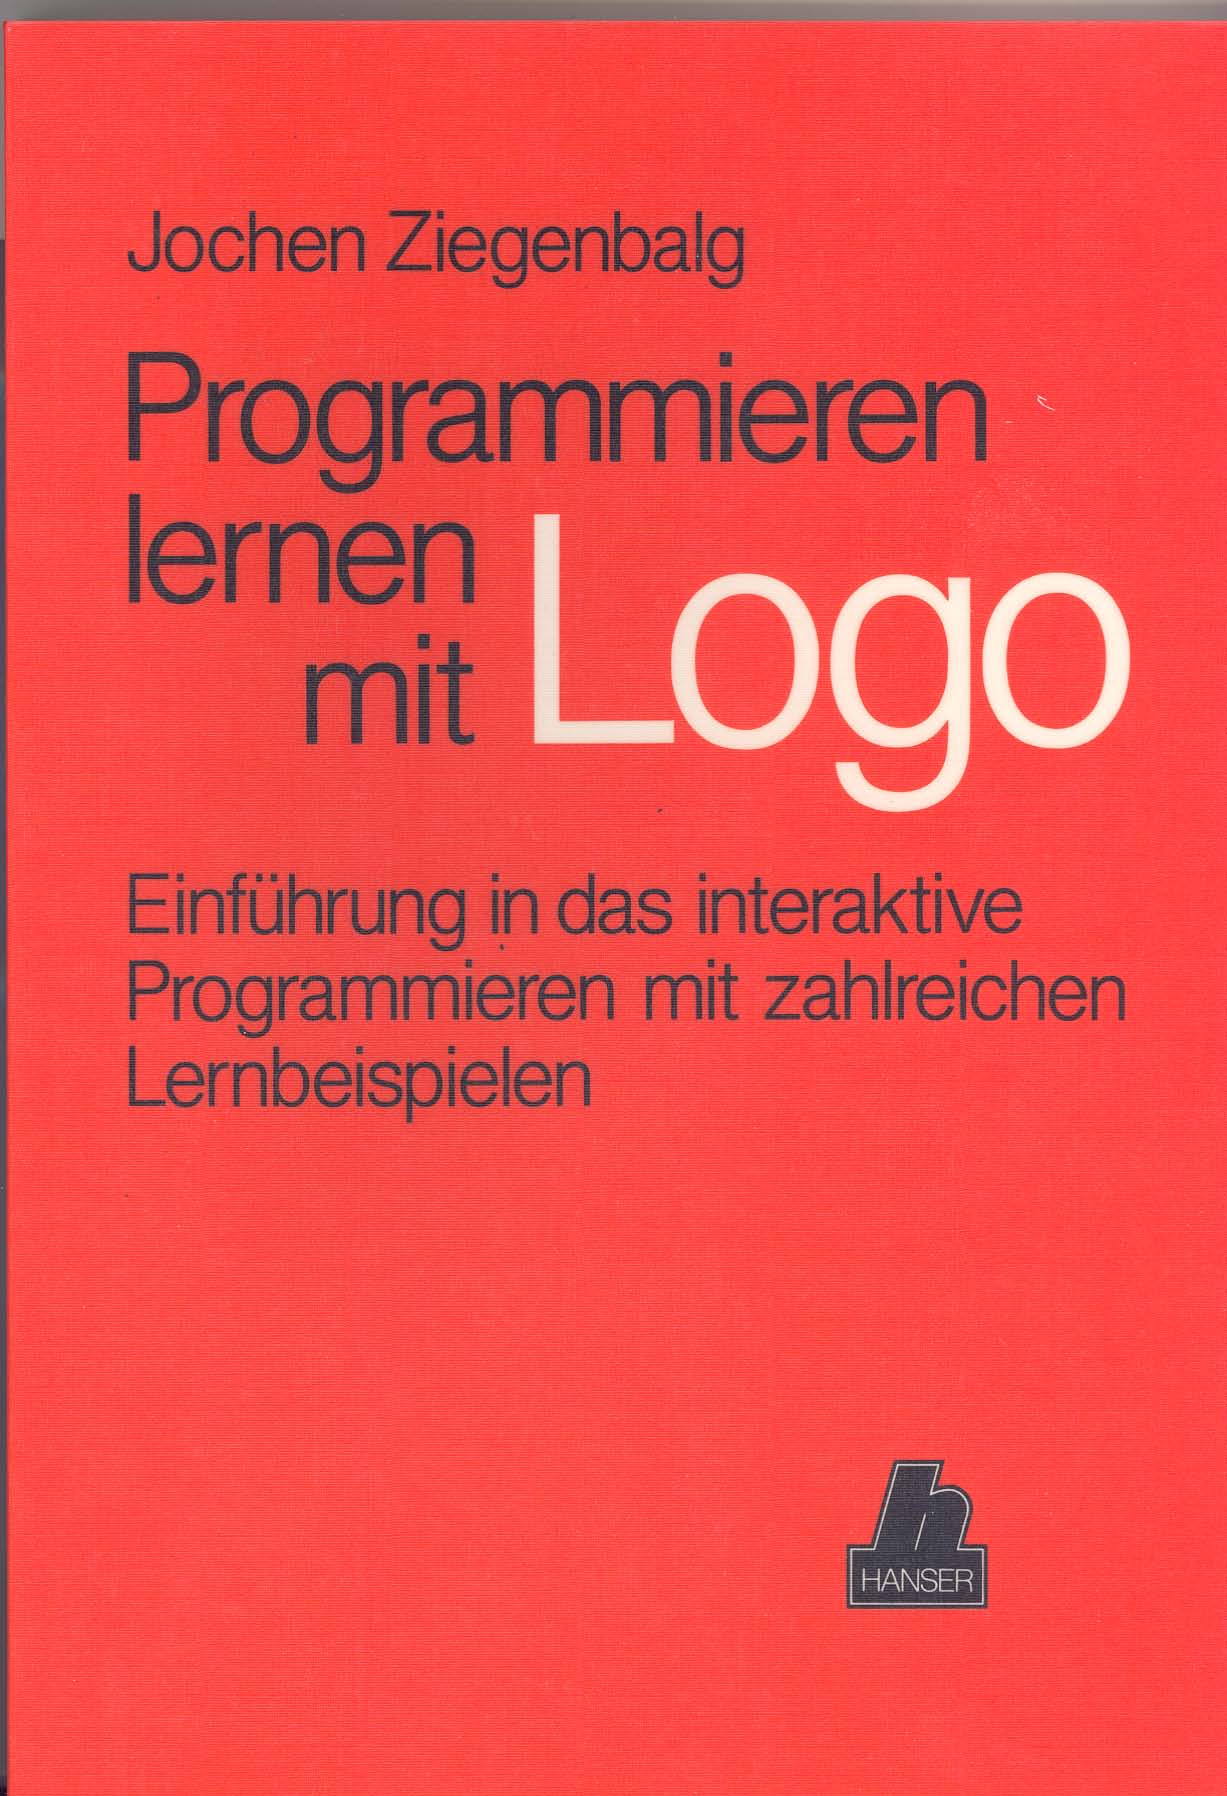 Jochen Ziegenbalg
Programmieren
lernen
mit Logo
Einführung in das interaktive
Programmieren mit zahlreichen
Lernbeispielen
h
HANSER